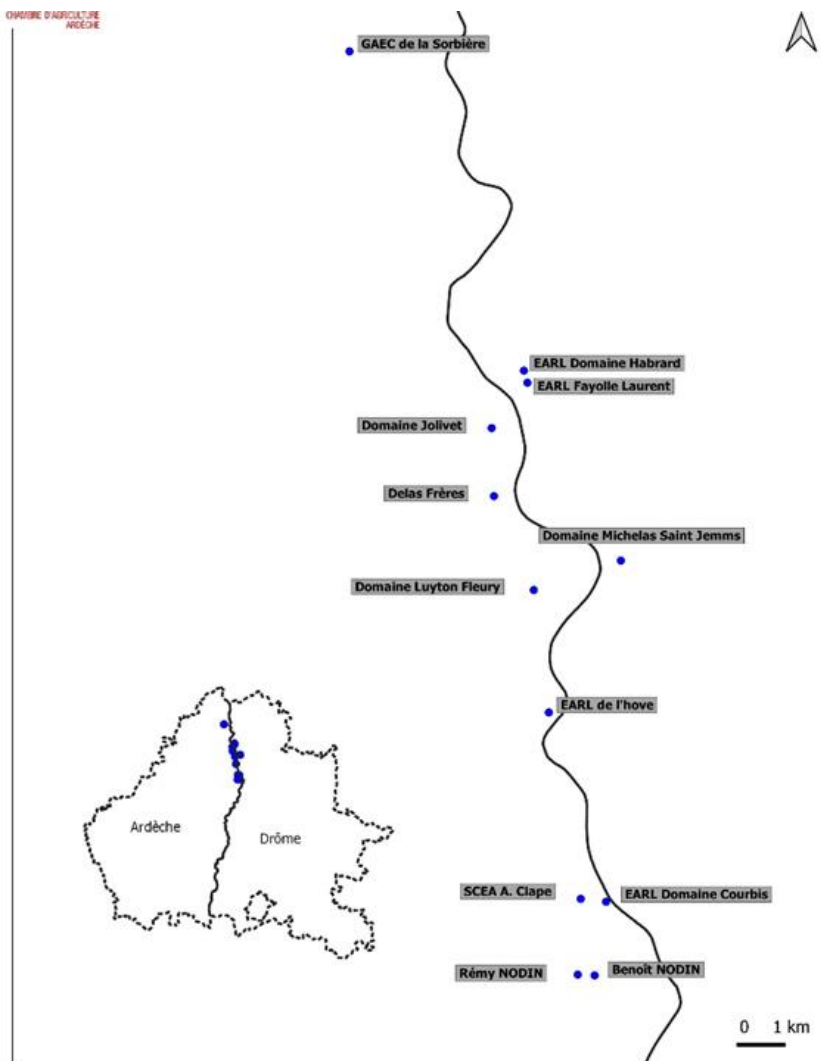 CHAMBRE D'AGRICULTURE
ARDÈCHE
GAEC de la Sorbière
EARL Domaine Habrard
EARL Fayolle Laurent
Domaine Jolivet
Delas Frères
Domaine Michelas Saint Jemms
Domaine Luyton Fleury
EARL de l'hove
Ardèche
Drôme
SCEA A. Clape
EARL Domaine Courbis
Rémy NODIN
Benoît NODIN
0 1 km